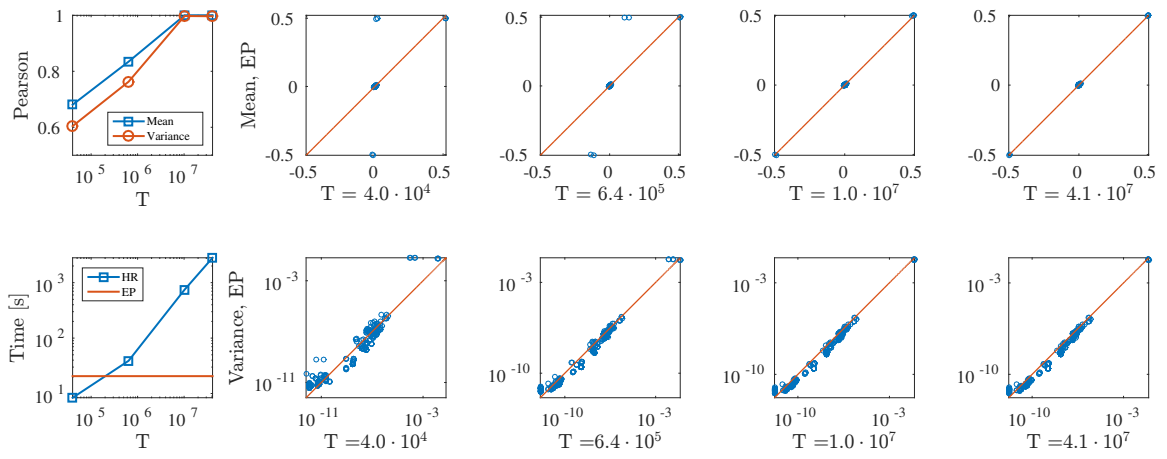 Pearson
1
0.8
0.6
Mean
Variance
10^5
10^6
10^7
T
Mean, EP
0.5
0
-0.5
-0.5
0
0.5
T = 4.0 · 10^4
0.5
0
-0.5
-0.5
0
0.5
T = 6.4 · 10^5
0.5
0
-0.5
-0.5
0
0.5
T = 1.0 · 10^7
0.5
0
-0.5
-0.5
0
0.5
T = 4.1 · 10^7
Time [s]
10^3
10^2
10^1
HR
EP
10^5
10^6
10^7
T
Variance, EP
10^-3
10^-11
10^-11
10^-3
T =4.0 · 10^4
10^-3
10^-10
10^-10
10^-3
T =6.4 · 10^5
10^-3
10^-10
10^-10
10^-3
T =1.0 · 10^7
10^-3
10^-10
10^-10
10^-3
T =4.1 · 10^7